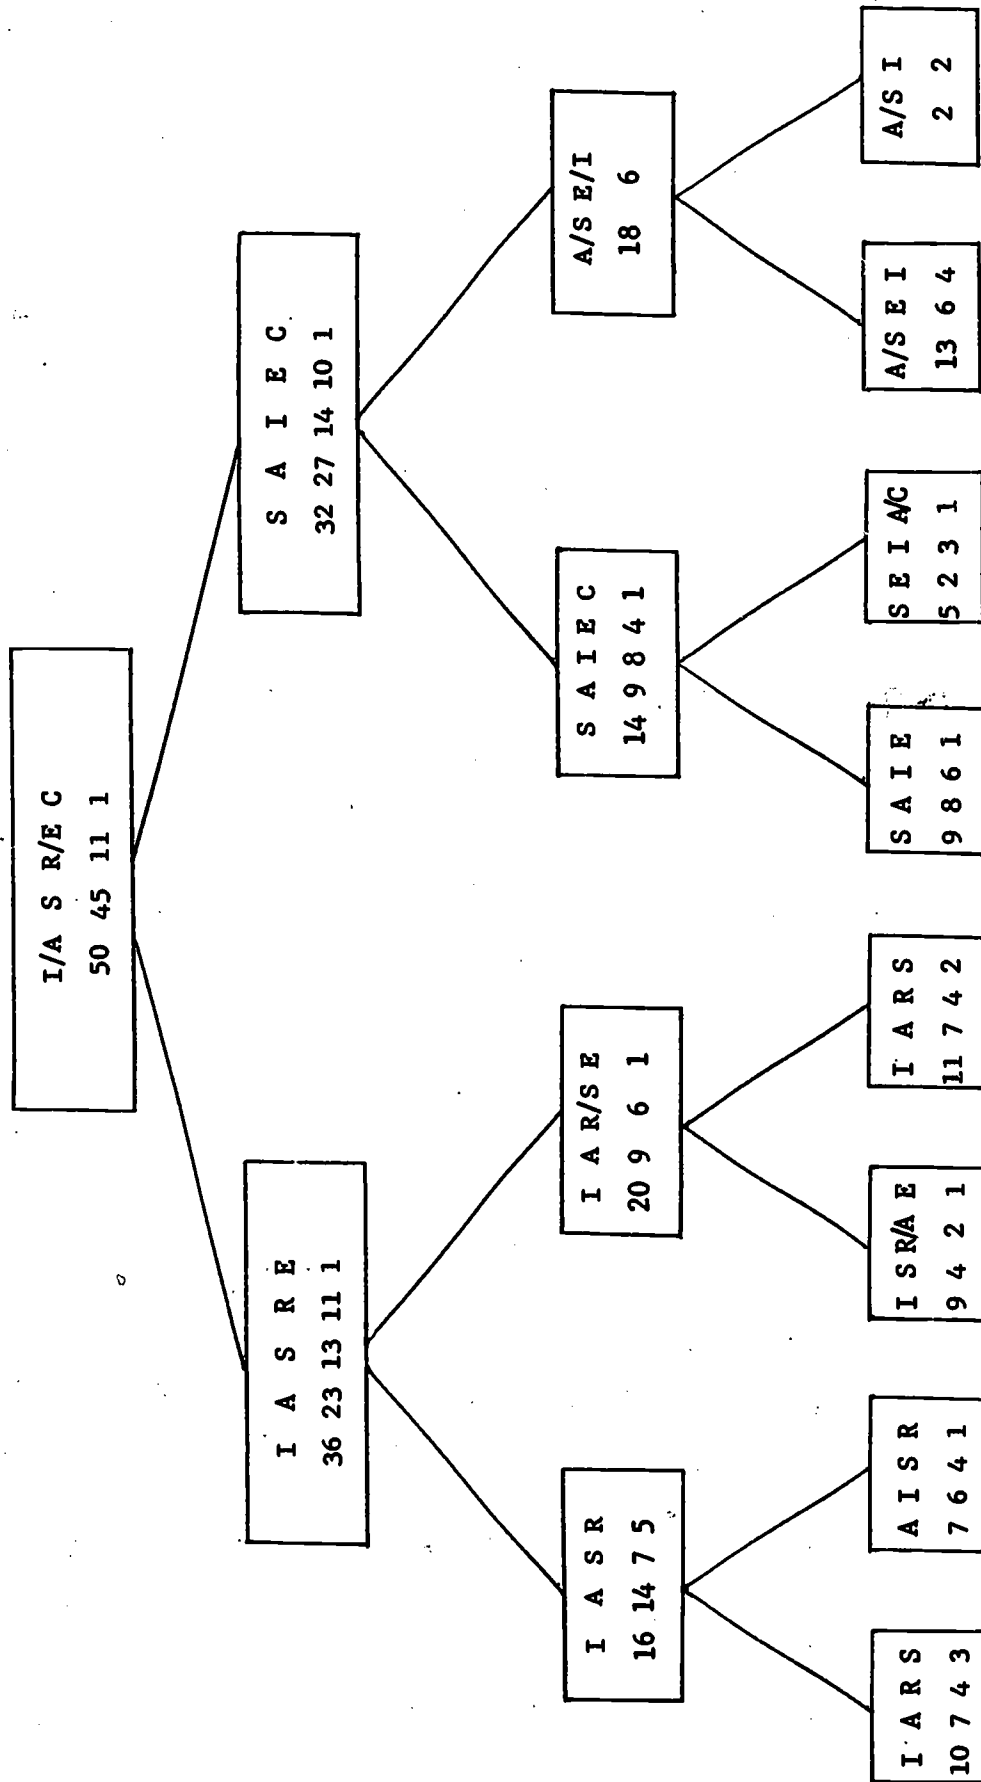 I/A S R/E C
50 45 11 1
I A S R E
36 23 13 11 1
S A I E C
32 27 14 10 1
I A S R
16 14 7 5
I AR/SE
20 9 6 1
S A I E C
14 9 8 4 1
A/S E/I
18 6
I A R S
10 7 4 3
A I S R
7 6 4 1
I SR/A E
9 4 2 1
I A R S
11 7 4 2
S A I E
9 8 6 1
S E I A/C
5 2 3 1
A/S E I
13 6 4
A/S I
2 2